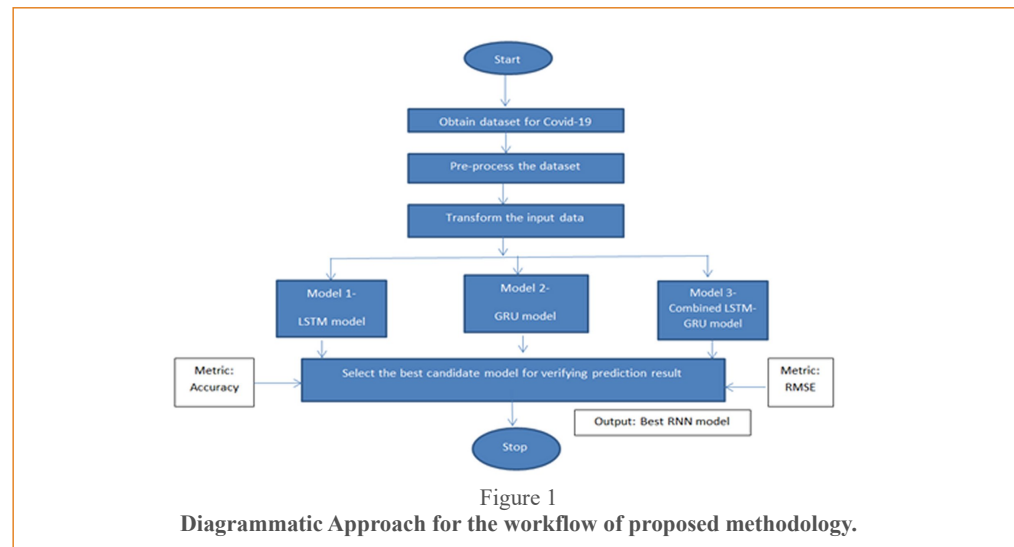 Start
Obtain dataset for Covid-19
Pre-process the dataset
Transform the input data
Model 1-
LSTM model
Model 2-
GRU model
Model 3-
Combined LSTM-
GRU model
Metric:
Accuracy
Select the best candidate model for verifying prediction result
Metric:
RMSE
Output: Best RNN model
Stop
Figure 1
Diagrammatic Approach for the workflow of proposed methodology.